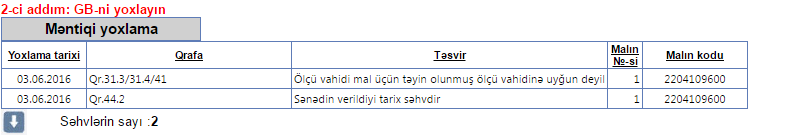 2-ci addım: GB-ni yoxlayın
Məntiqi yoxlama
Yoxlama tarixi Qrafa Təsvir Malın №-si Malın kodu
03.06.2016 Qr.31.3/31.4/41 Ölçü vahidi mal üçün təyin olunmuş ölçü vahidinə uyğun deyil 1 2204109600
03.06.2016 Qr.44.2 Sənədin verildiyi tarix səhvdir 1 2204109600
Səhvlərin sayı :2